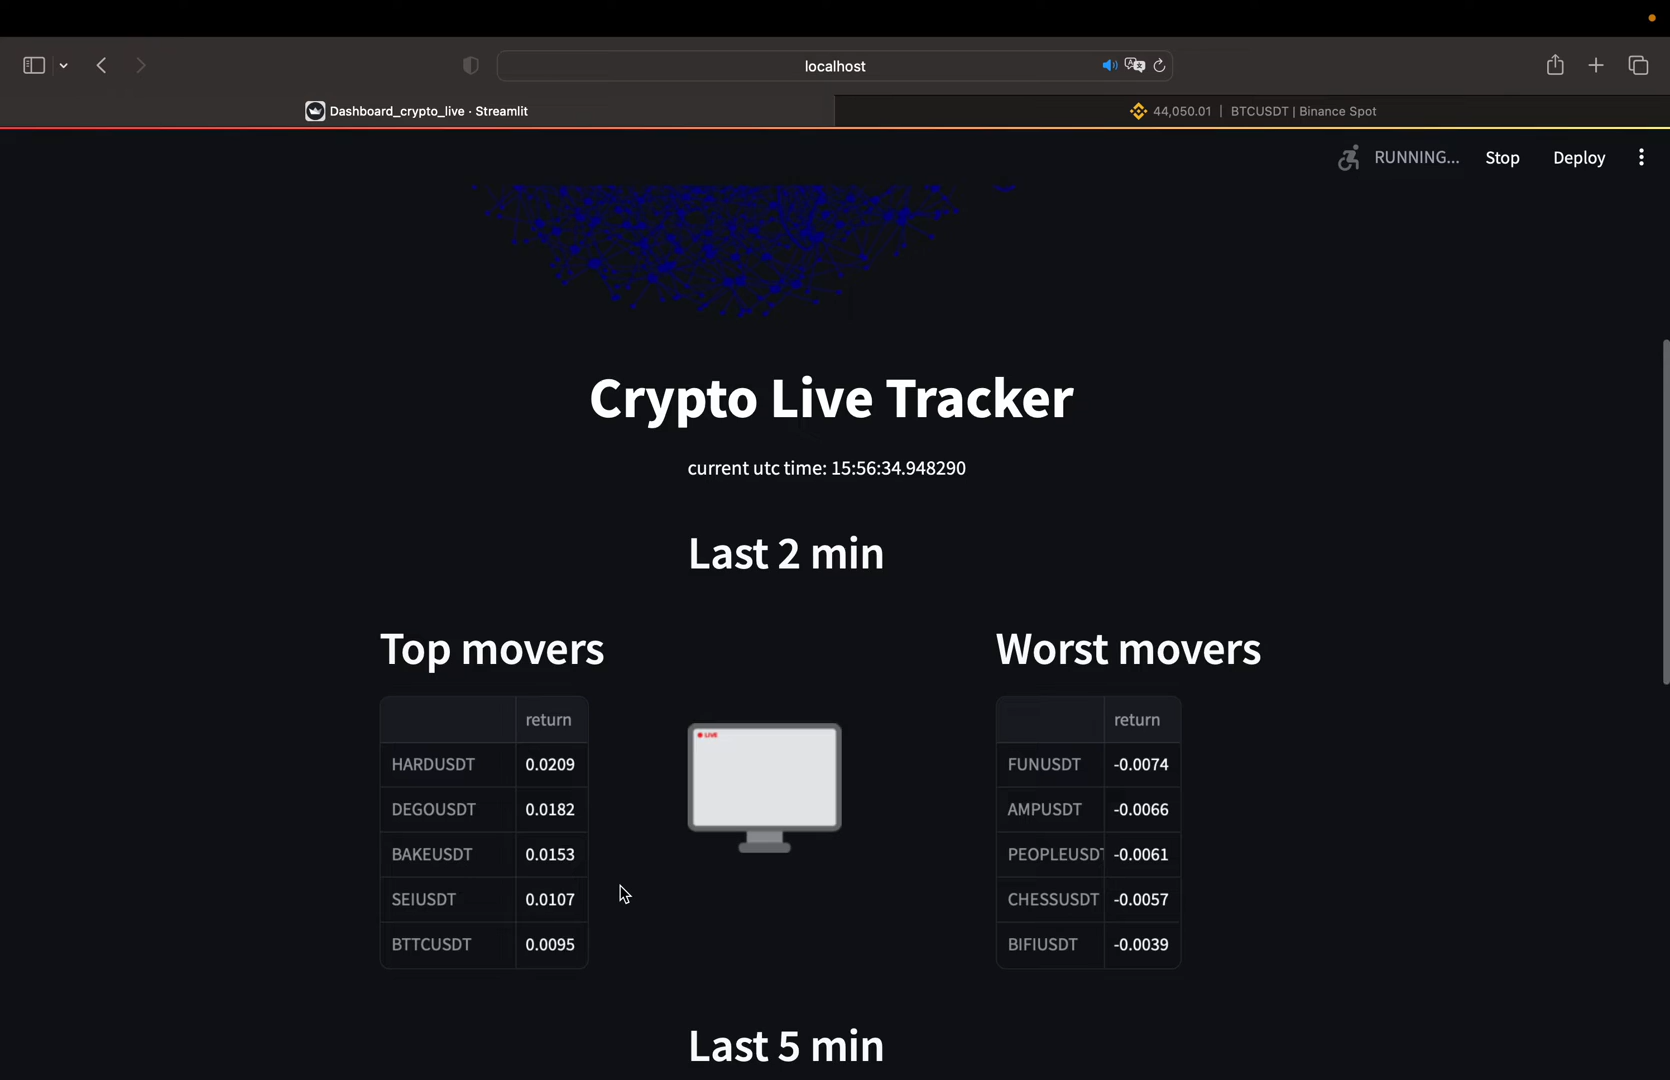 localhost
Dashboard_crypto_live · Streamlit
44,050.01 | BTCUSDT | Binance Spot
RUNNING...
Stop
Deploy
Crypto Live Tracker
current utc time: 15:56:34.948290
Last 2 min
Top movers
return
HARDUSDT 0.0209
DEGOUSDT 0.0182
BAKEUSDT 0.0153
SEIUSDT 0.0107
BTTCUSDT 0.0095
LIVE
Worst movers
return
FUNUSDT -0.0074
AMPUSDT -0.0066
PEOPLEUSDT -0.0061
CHESSUSDT -0.0057
BIFIUSDT -0.0039
Last 5 min